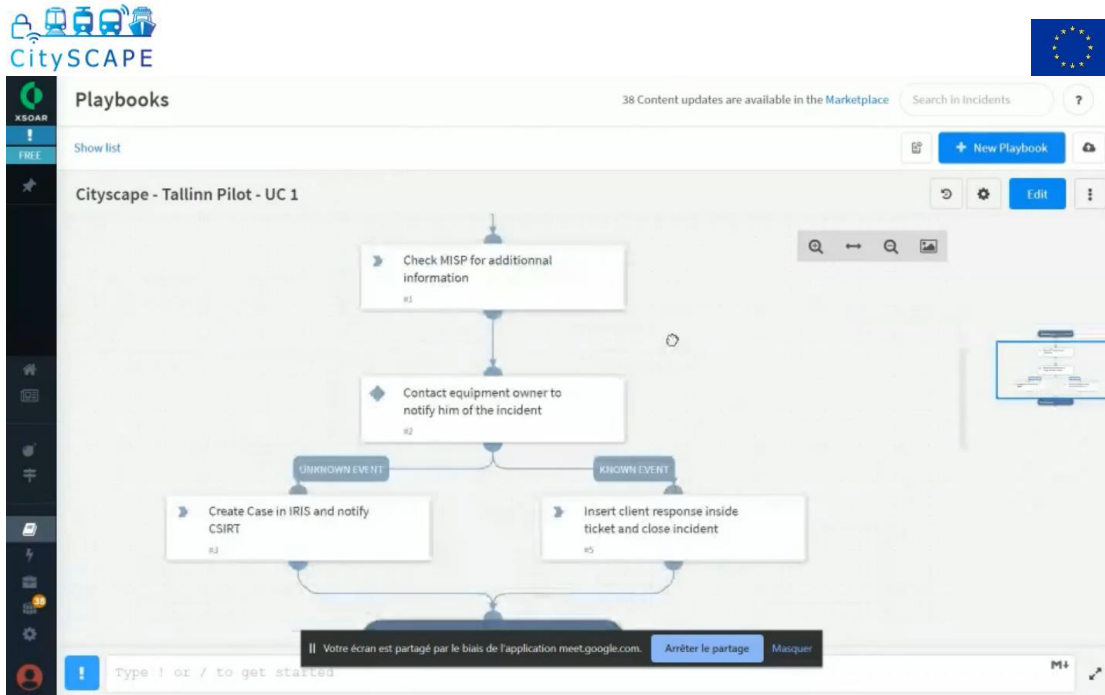 CitySCAPE
XSOAR
Playbooks
38 Content updates are available in the Marketplace
Search in Incidents
?
!
FREE
Show list
+ New Playbook
Cityscape - Tallinn Pilot - UC 1
Edit
Check MISP for additionnal
information
#1
Contact equipment owner to
notify him of the incident
#2
UNKNOWN EVENT
KNOWN EVENT
Create Case in IRIS and notify
CSIRT
#3
Insert client response inside
ticket and close incident
#5
38
Votre écran est partagé par le biais de l'application meet.google.com.
Arrêter le partage
Masquer
!
Type ! or / to get started
M↓